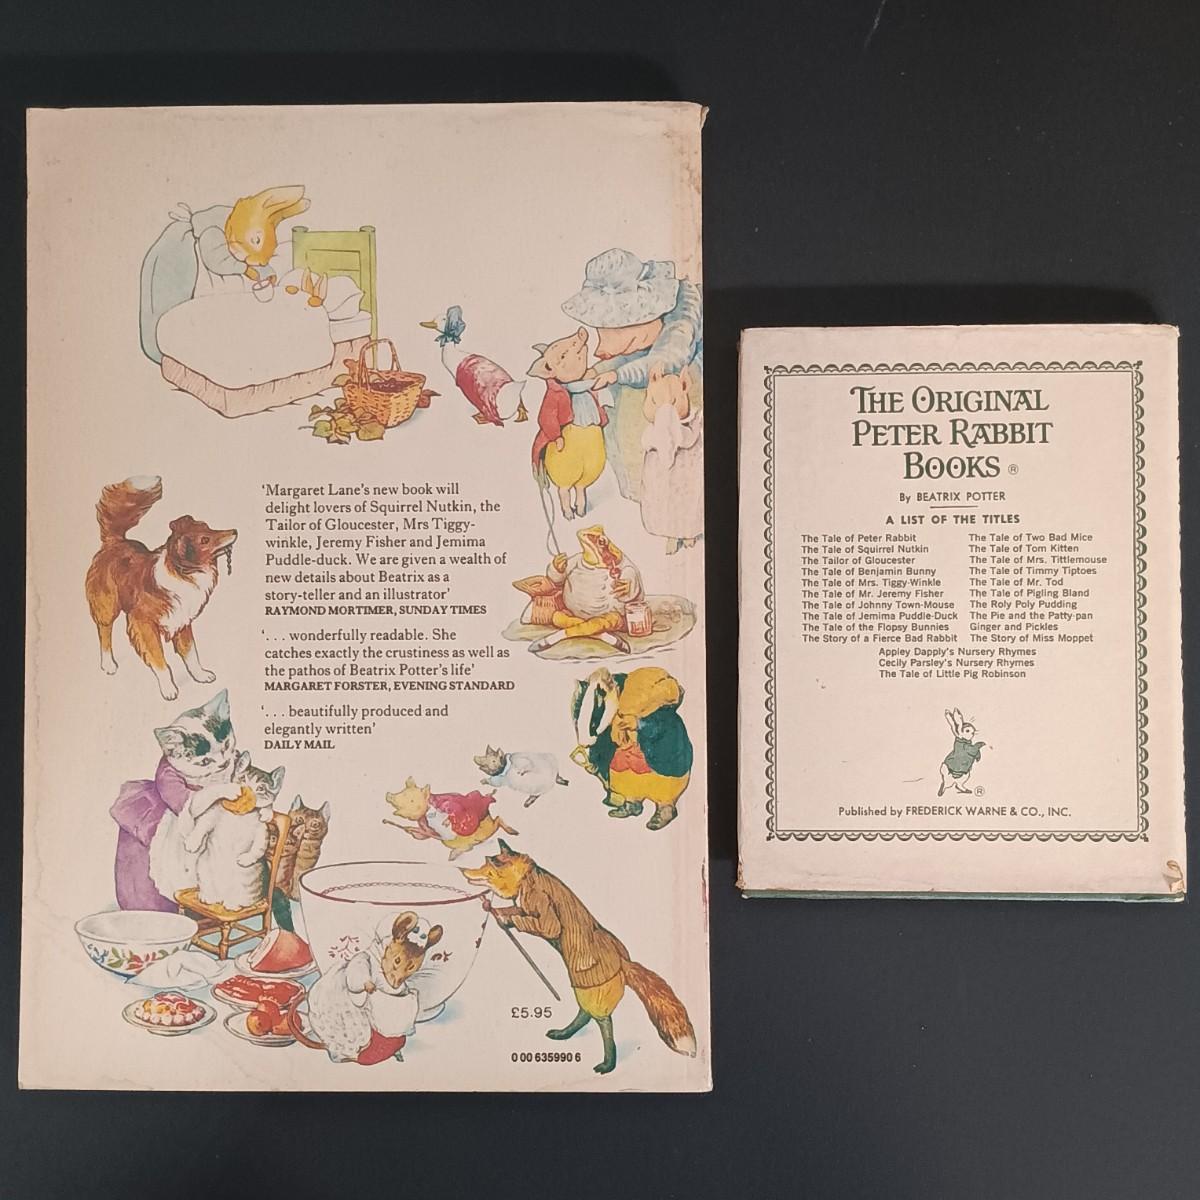 'Margaret Lane's new book will
delight lovers of Squirrel Nutkin, the
Tailor of Gloucester, Mrs Tiggy-
winkle, Jeremy Fisher and Jemima
Puddle-duck. We are given a wealth of
new details about Beatrix as a
story-teller and an illustrator'
RAYMOND MORTIMER, SUNDAY TIMES
'. . . wonderfully readable. She
catches exactly the crustiness as well as
the pathos of Beatrix Potter's life'
MARGARET FORSTER, EVENING STANDARD
'. . . beautifully produced and
elegantly written'
DAILY MAIL
£5.95
0 00 635990 6
THE ORIGINAL
PETER RABBIT
BOOKS ®
By BEATRIX POTTER
A LIST OF THE TITLES
The Tale of Peter Rabbit
The Tale of Squirrel Nutkin
The Tailor of Gloucester
The Tale of Benjamin Bunny
The Tale of Mrs. Tiggy-Winkle
The Tale of Mr. Jeremy Fisher
The Tale of Johnny Town-Mouse
The Tale of Jemima Puddle-Duck
The Tale of the Flopsy Bunnies
The Story of a Fierce Bad Rabbit
The Tale of Two Bad Mice
The Tale of Tom Kitten
The Tale of Mrs. Tittlemouse
The Tale of Timmy Tiptoes
The Tale of Mr. Tod
The Tale of Pigling Bland
The Roly Poly Pudding
The Pie and the Patty-pan
Ginger and Pickles
The Story of Miss Moppet
Appley Dapply's Nursery Rhymes
Cecily Parsley's Nursery Rhymes
The Tale of Little Pig Robinson
®
Published by FREDERICK WARNE & CO., INC.